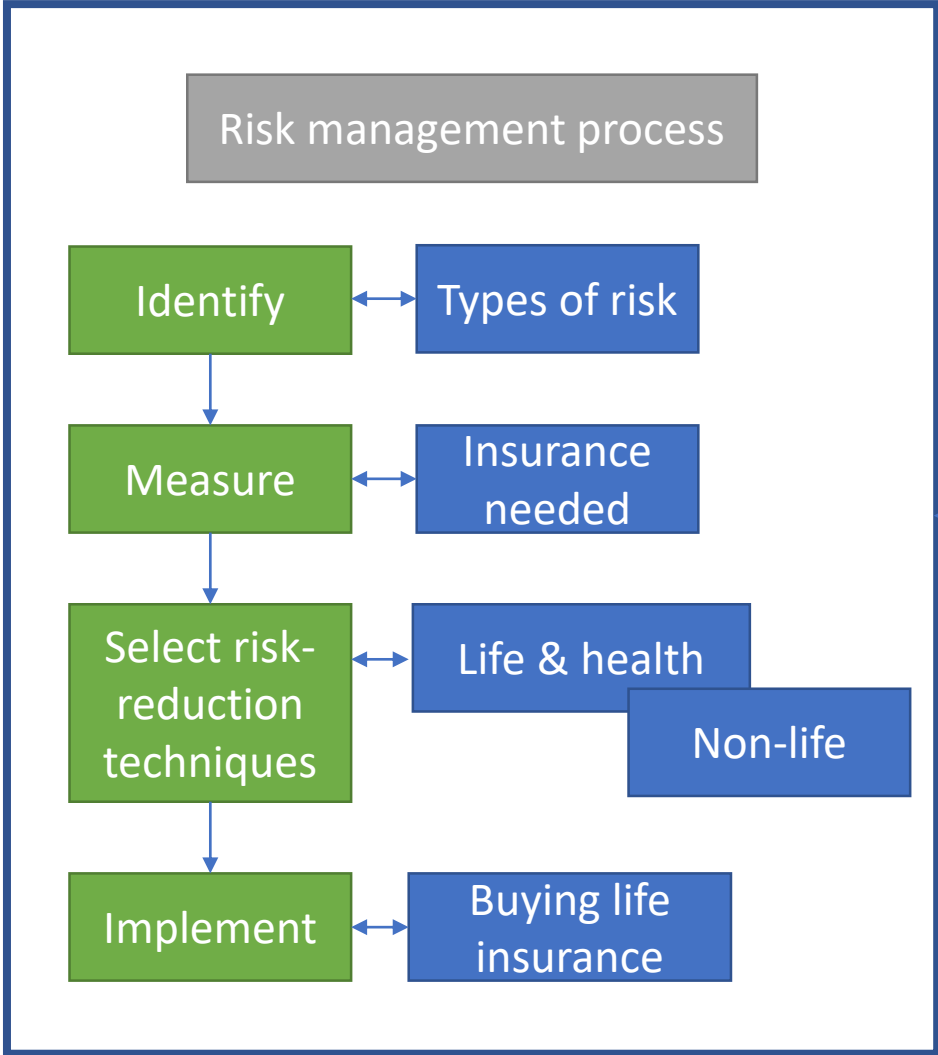 Risk management process
Identify
Types of risk
Measure
Insurance
needed
Select risk-
reduction
techniques
Life & health
Non-life
Implement
Buying life
insurance